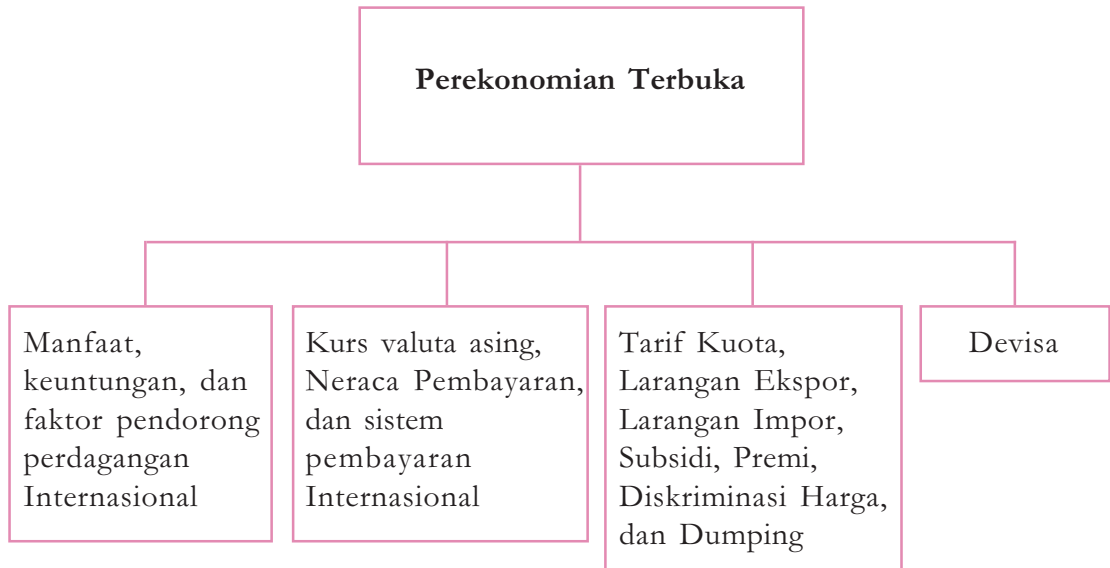 Perekonomian Terbuka
Manfaat,
keuntungan, dan
faktor pendorong
perdagangan
Internasional
Kurs valuta asing,
Neraca Pembayaran,
dan sistem
pembayaran
Internasional
Tarif Kuota,
Larangan Ekspor,
Larangan Impor,
Subsidi, Premi,
Diskriminasi Harga,
dan Dumping
Devisa